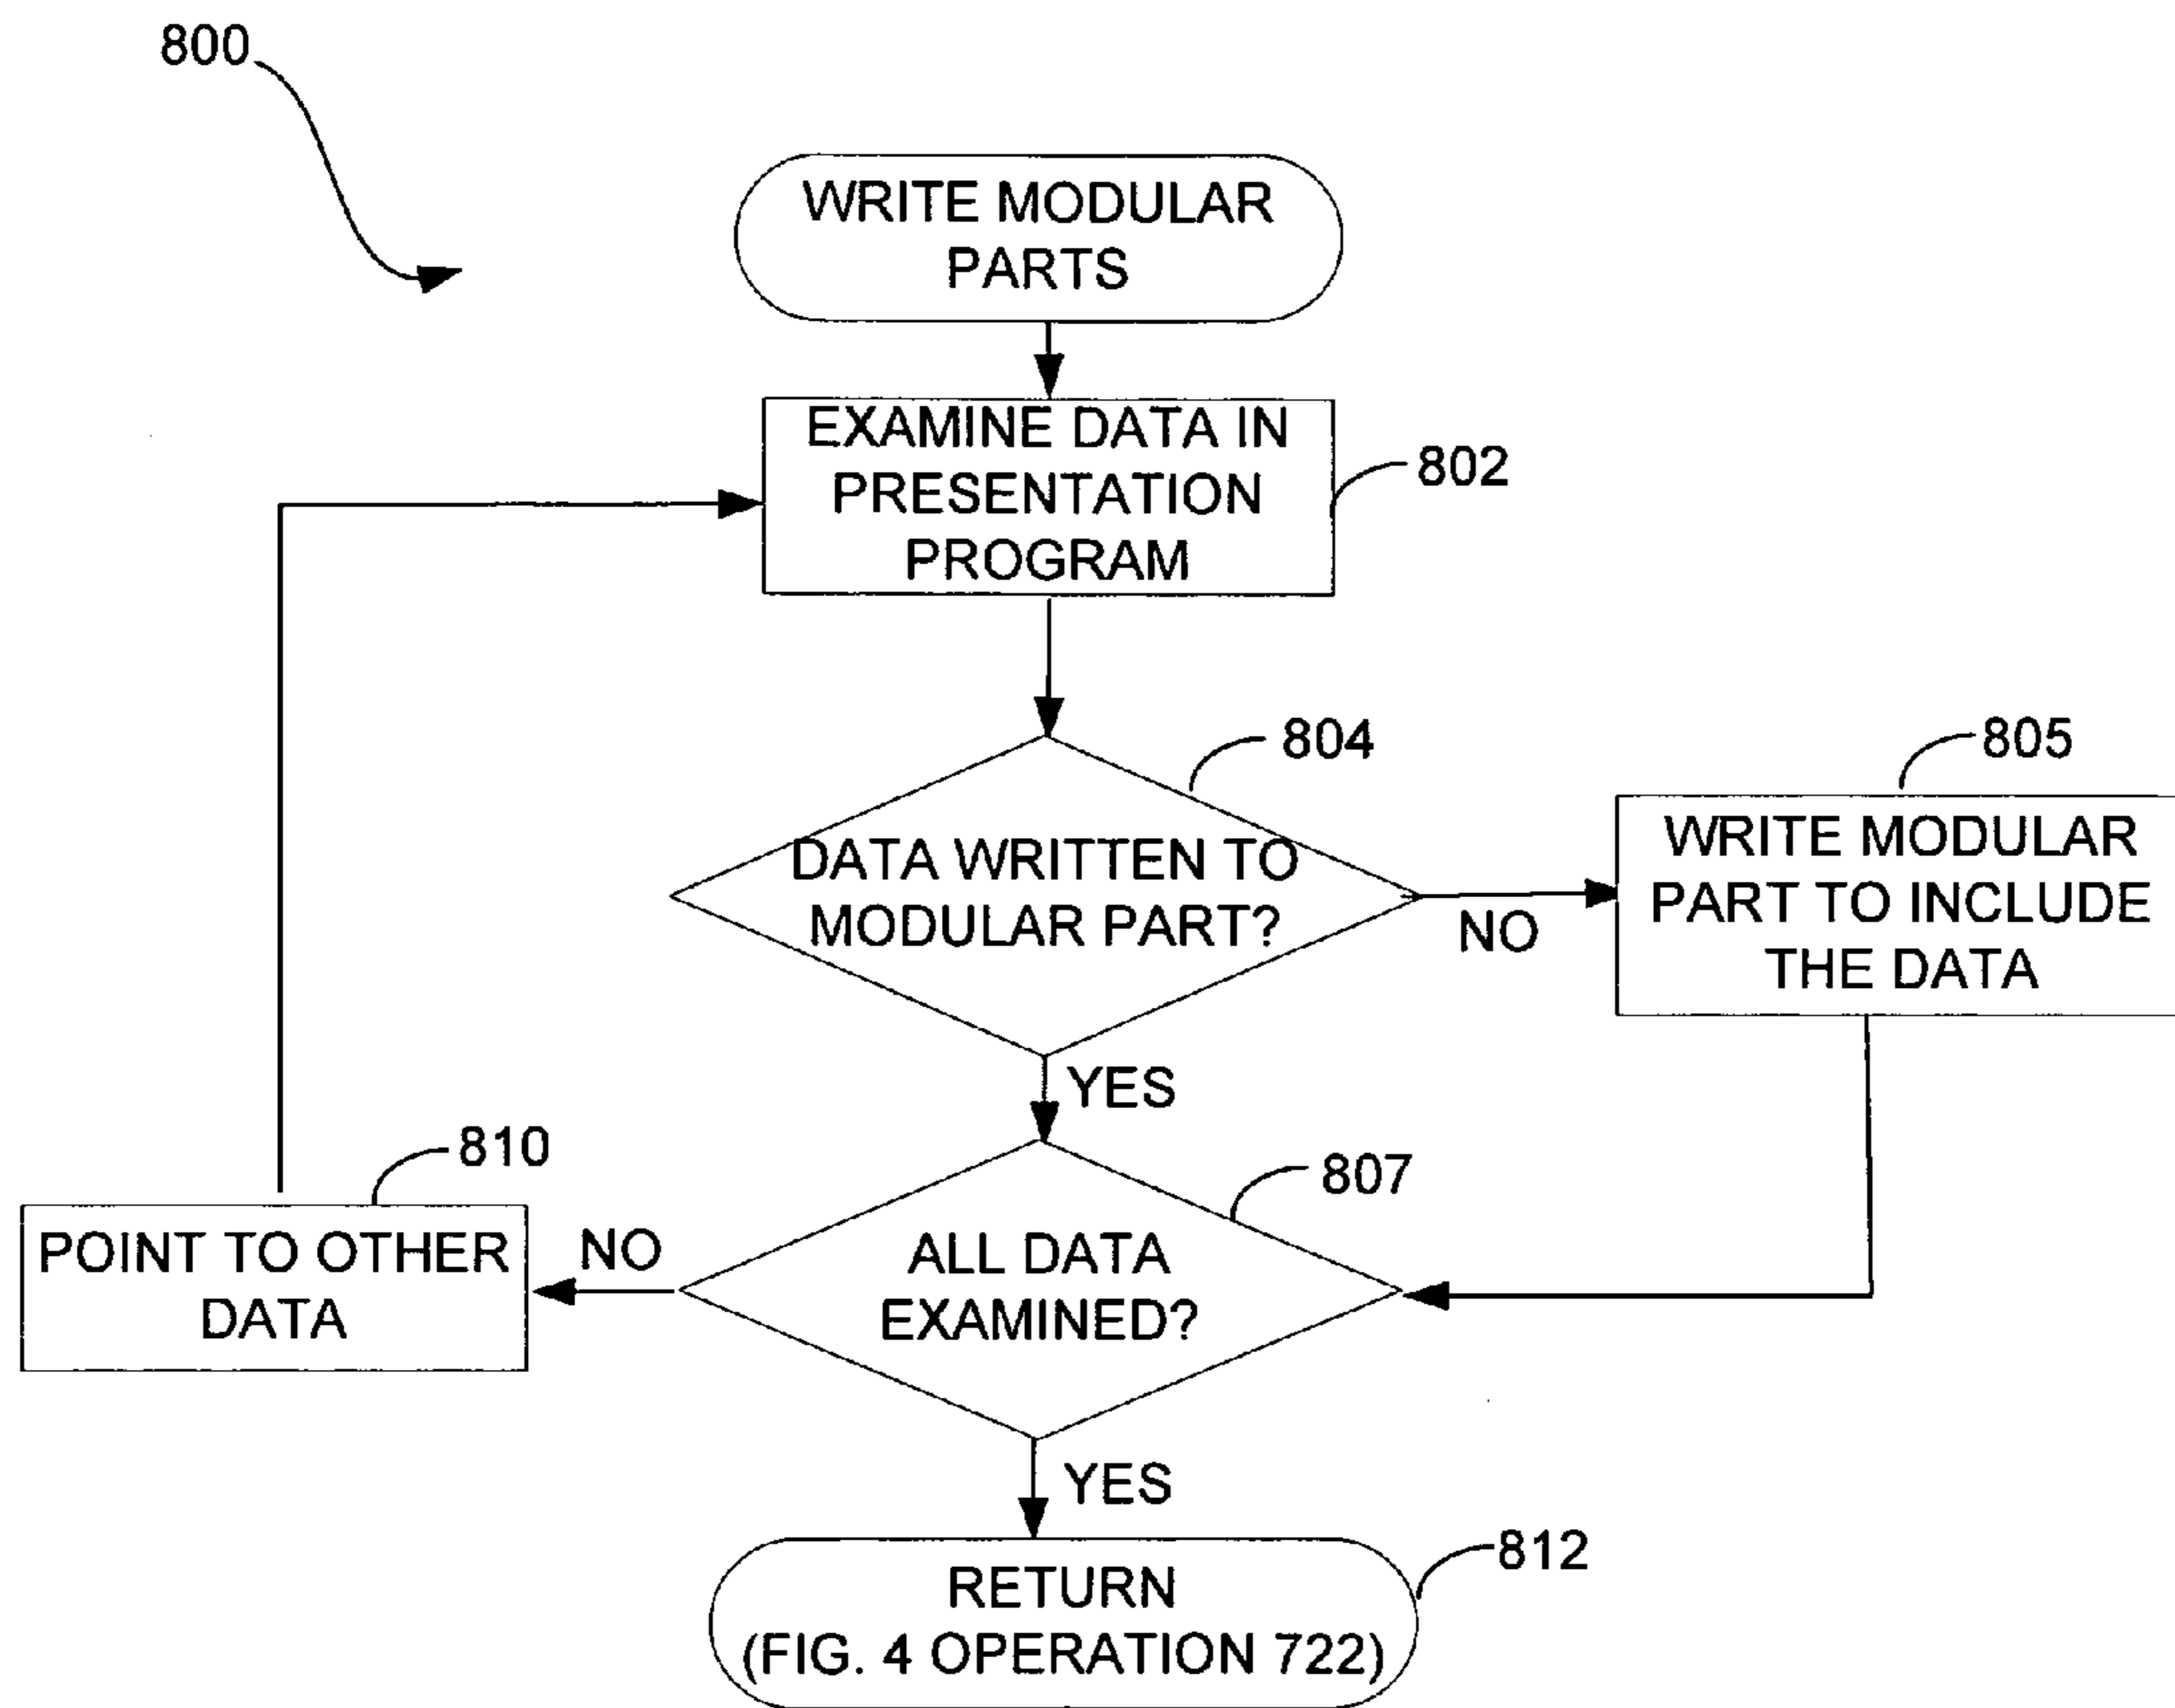 800
WRITE MODULAR
PARTS
EXAMINE DATA IN
PRESENTATION
PROGRAM
802
804
DATA WRITTEN TO
MODULAR PART?
NO
805
WRITE MODULAR
PART TO INCLUDE
THE DATA
YES
810
POINT TO OTHER
DATA
NO
807
ALL DATA
EXAMINED?
YES
812
RETURN
(FIG. 4 OPERATION 722)